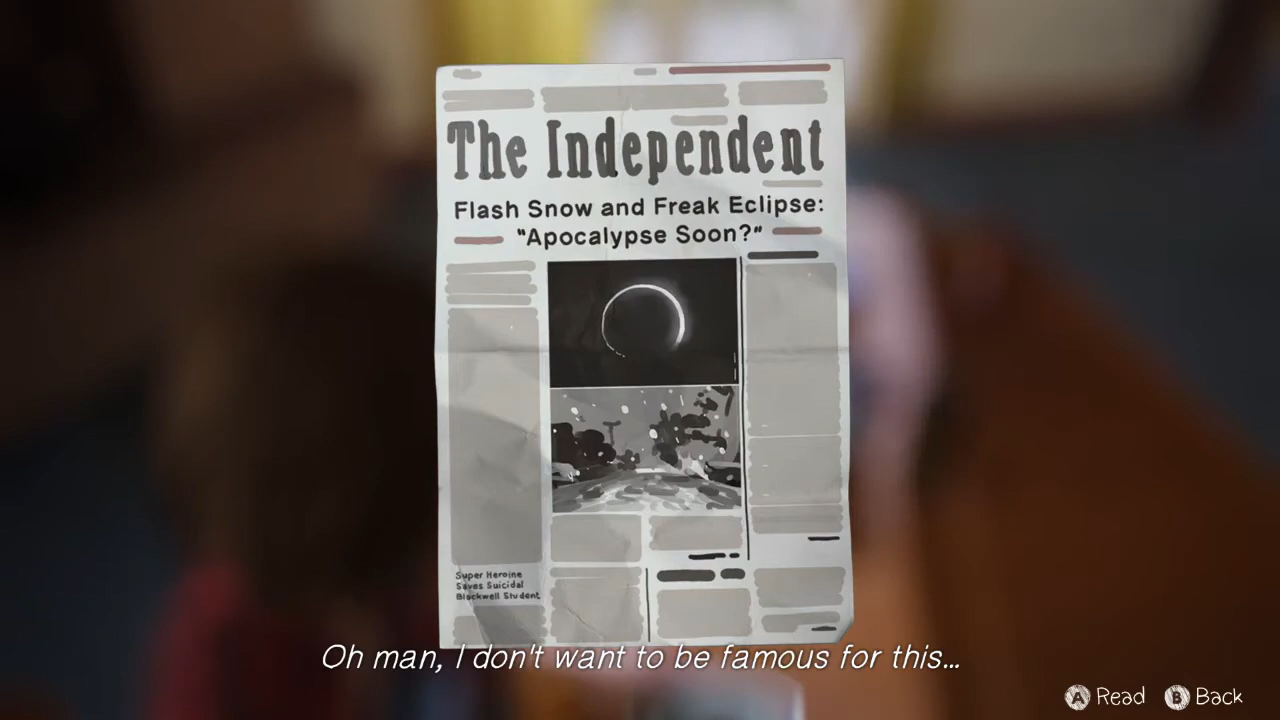 The Independent
Flash Snow and Freak Eclipse:
"Apocalypse Soon?"
Super Heroine
Saves Suicidal
Blackwell Student
Oh man, I don't want to be famous for this...
A Read B Back